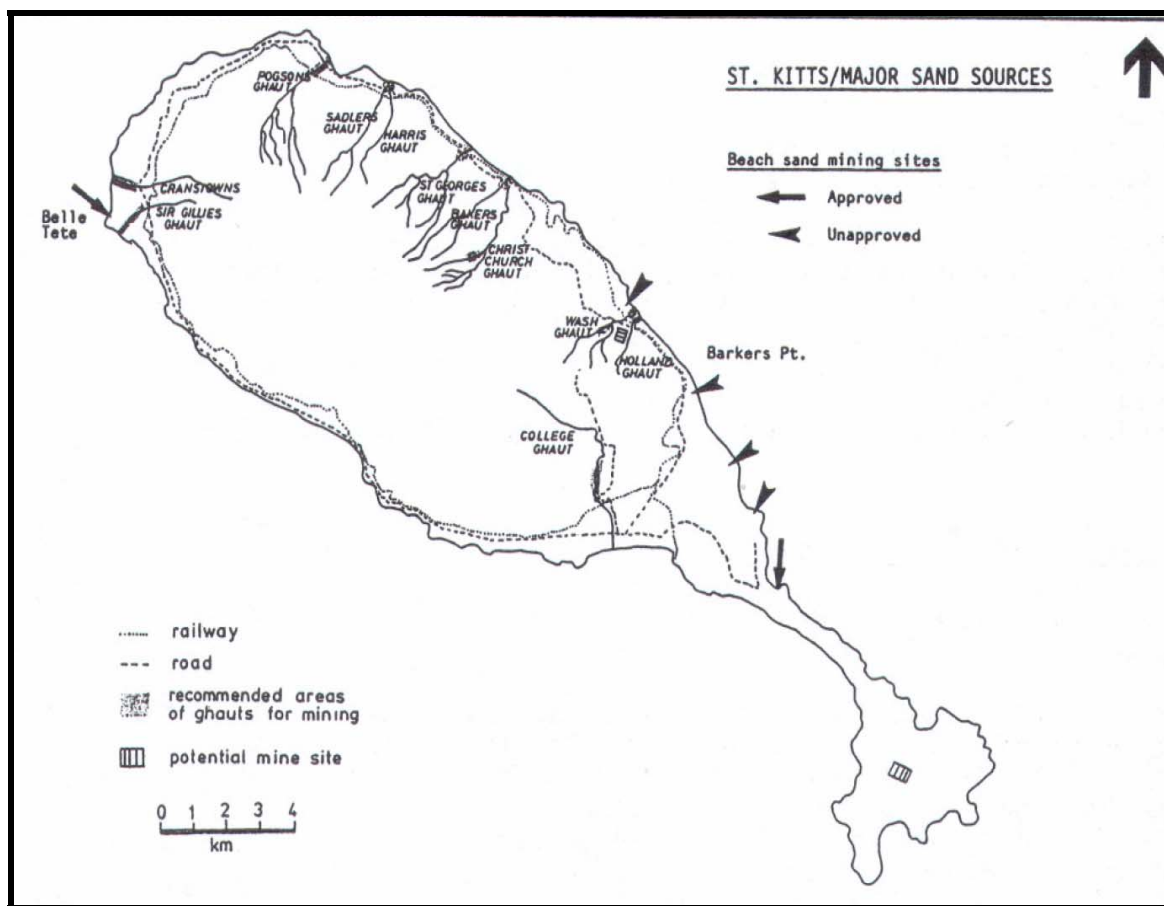 ST. KITTS/MAJOR SAND SOURCES
Beach sand mining sites
Approved
Unapproved
POGSONS
GHAUT
SADLERS
GHAUT
HARRIS
GHAUT
CRANSTOWNS
SIR GILLIES
GHAUT
Belle
Tete
ST GEORGES
GHAUT
BAKERS
GHAUT
CHRIST
CHURCH
GHAUT
WASH
GHAUT
HOLLAND
GHAUT
Barkers Pt.
COLLEGE
GHAUT
railway
road
recommended areas
of ghauts for mining
potential mine site
0 1 2 3 4
km